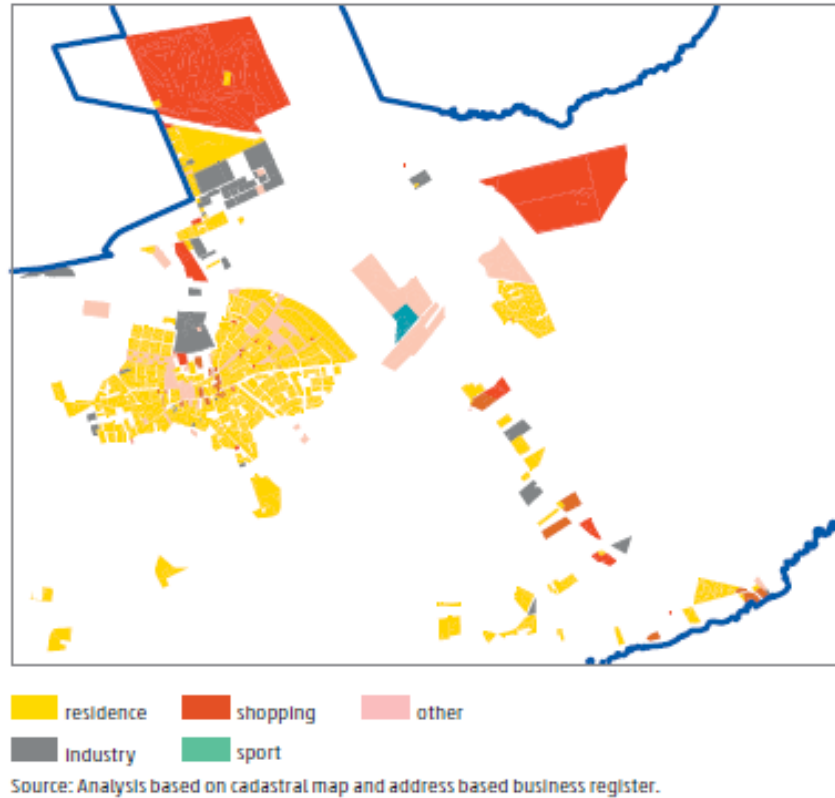 residence
shopping
other
industry
sport
Source: Analysis based on cadastral map and address based business register.